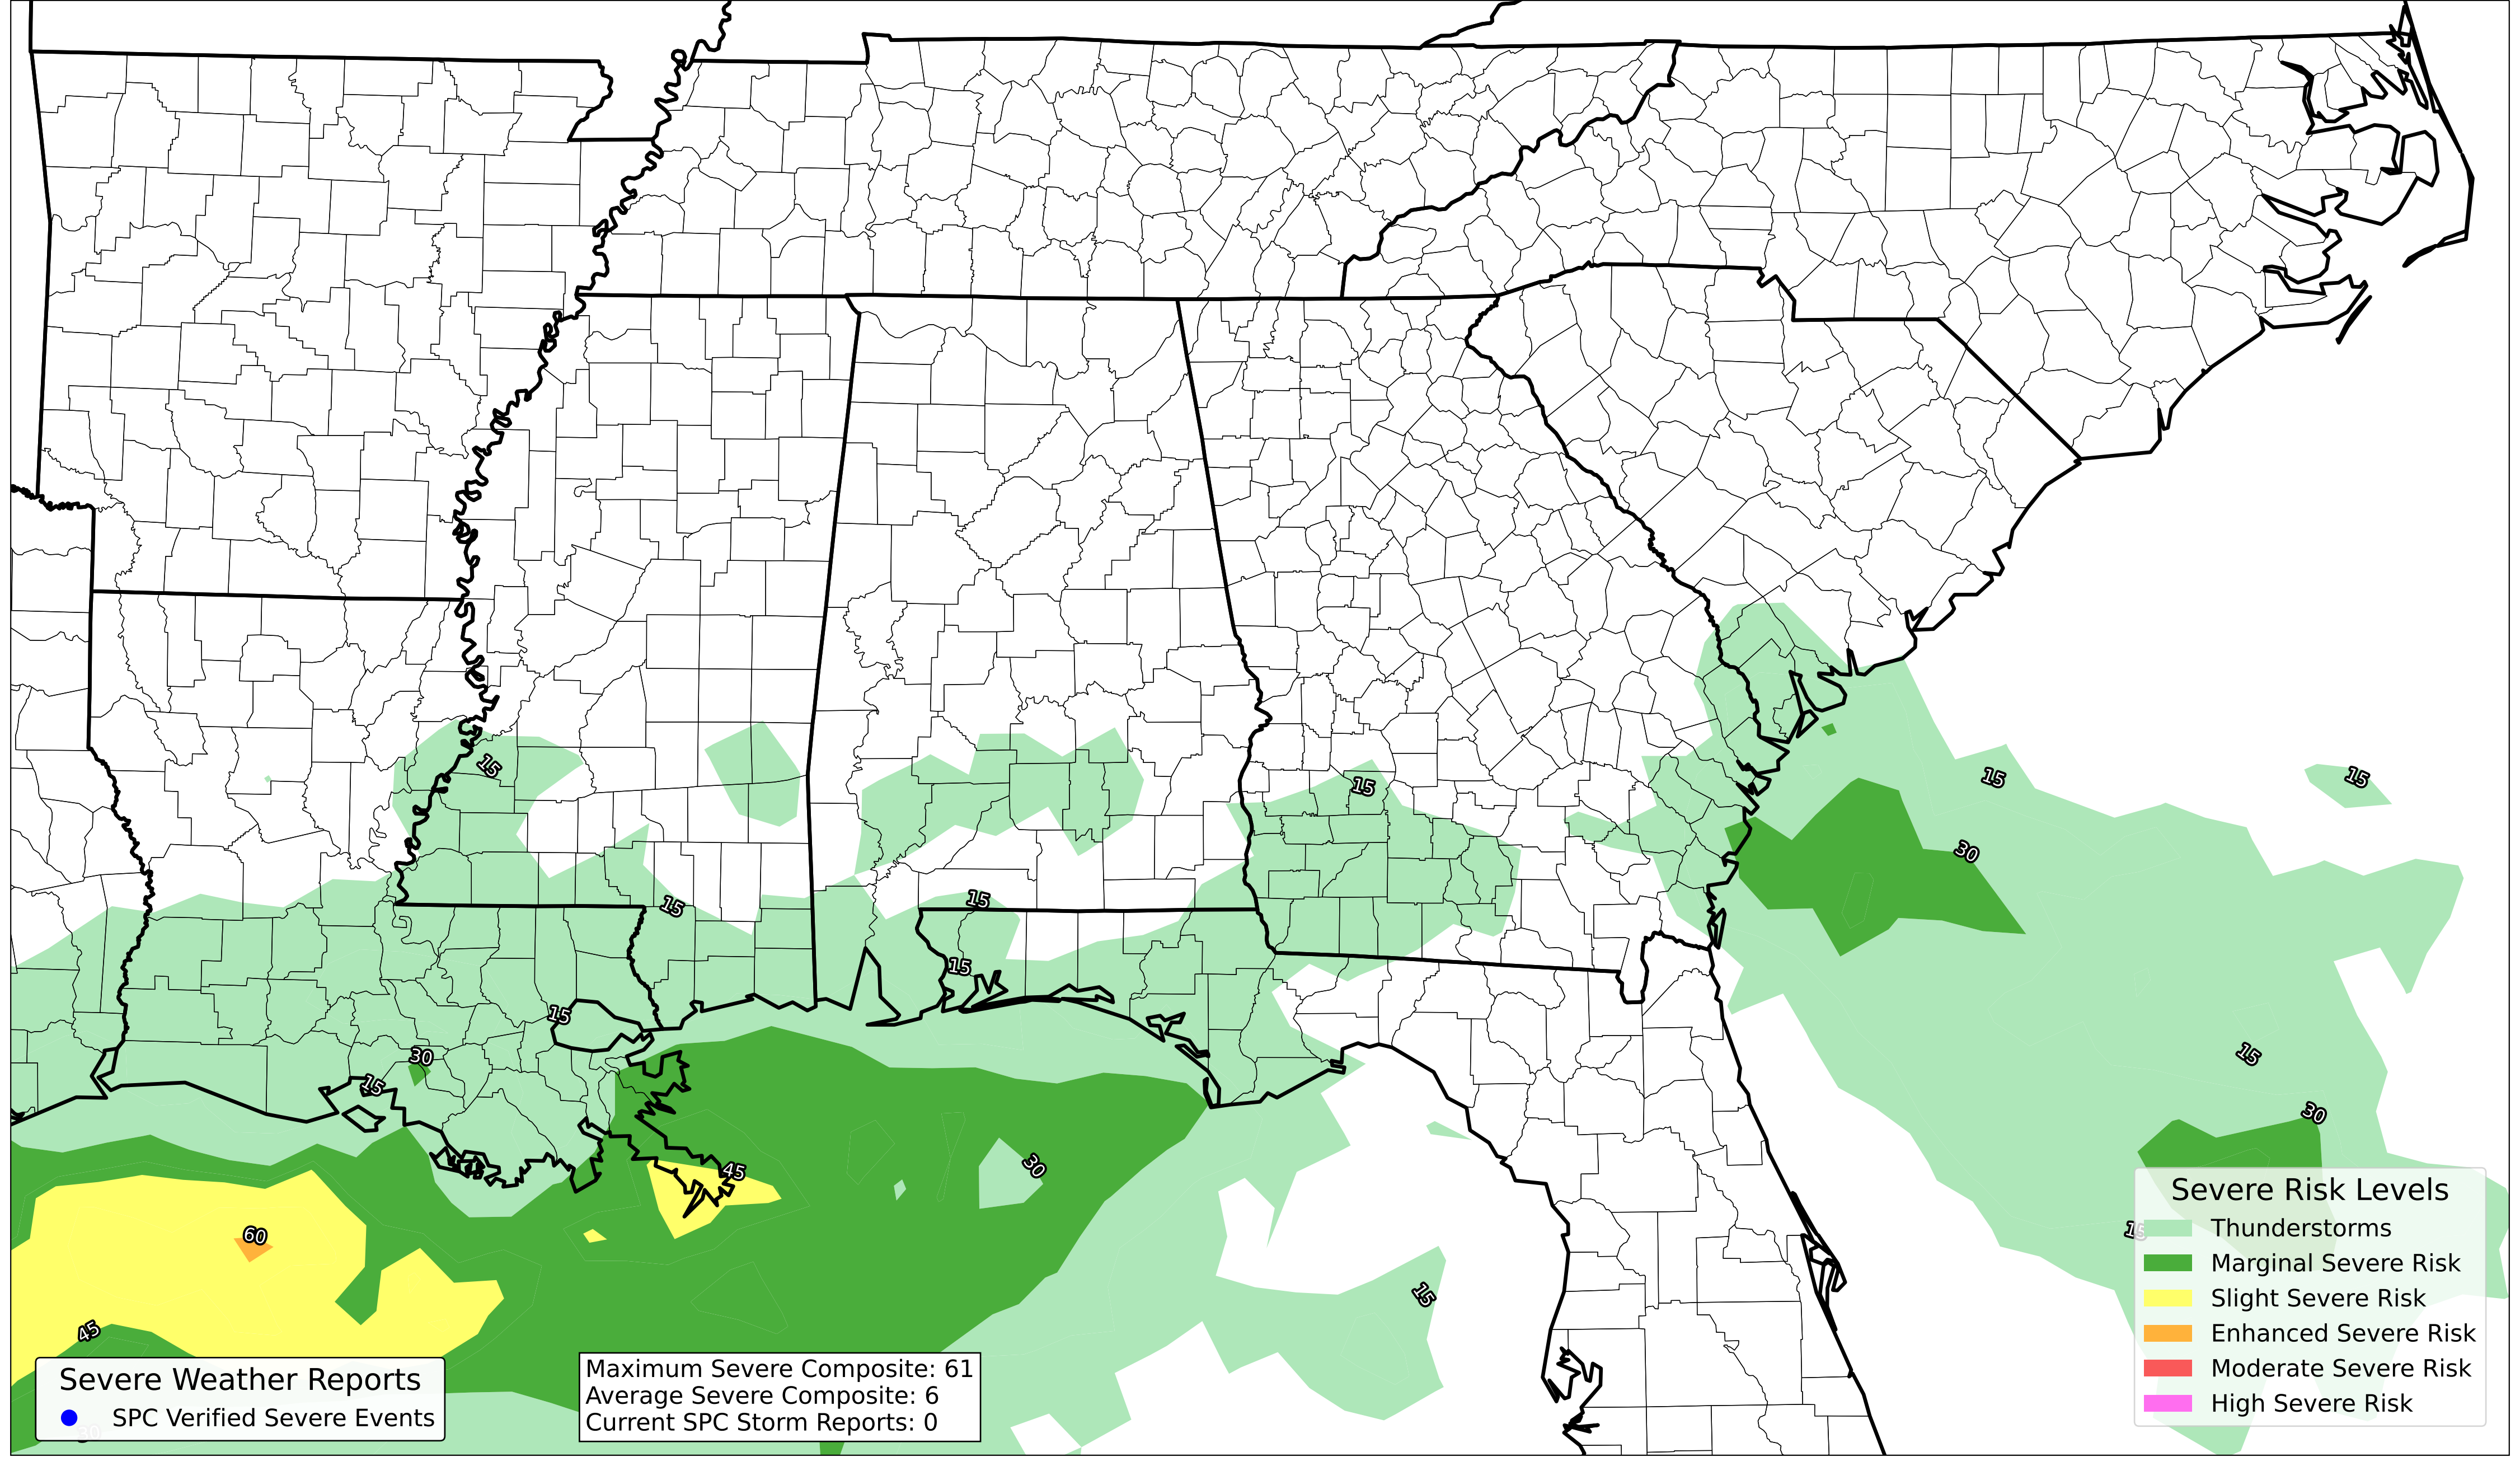 15
15
15
15
30
15
15
15
15
15
30
15
15
30
30
45
15
60
15
45
30
Severe Weather Reports
SPC Verified Severe Events
Maximum Severe Composite: 61
Average Severe Composite: 6
Current SPC Storm Reports: 0
Severe Risk Levels
Thunderstorms
Marginal Severe Risk
Slight Severe Risk
Enhanced Severe Risk
Moderate Severe Risk
High Severe Risk